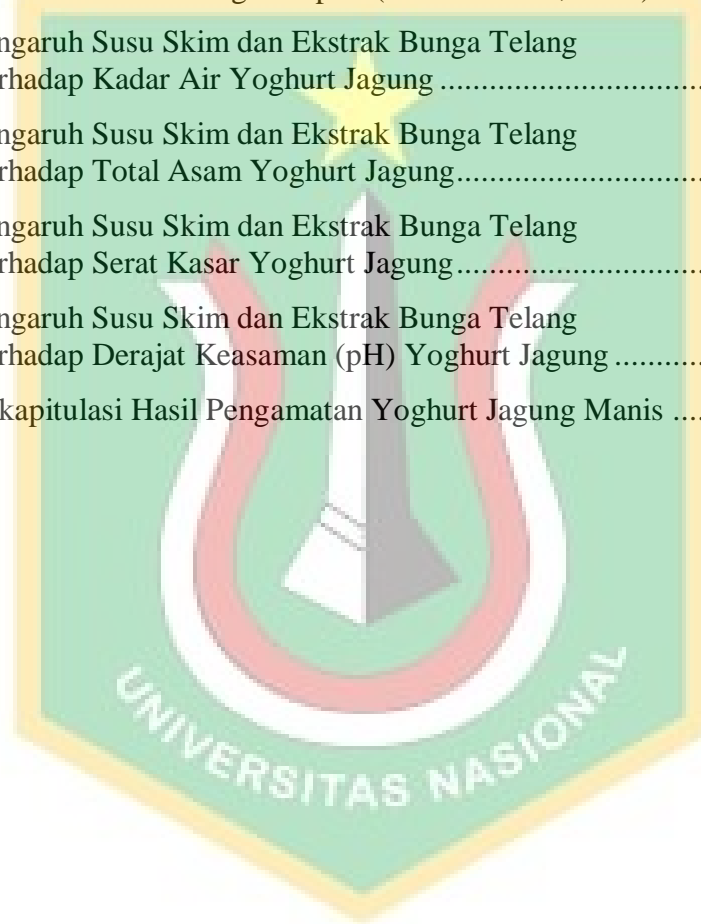 ngaruh Susu Skim dan Ekstrak Bunga Telang
rhadap Kadar Air Yoghurt Jagung ..............................
ngaruh Susu Skim dan Ekstrak Bunga Telang
rhadap Total Asam Yoghurt Jagung............................
ngaruh Susu Skim dan Ekstrak Bunga Telang
rhadap Serat Kasar Yoghurt Jagung............................
ngaruh Susu Skim dan Ekstrak Bunga Telang
rhadap Derajat Keasaman (pH) Yoghurt Jagung ...........
kapitulasi Hasil Pengamatan Yoghurt Jagung Manis ....
UNIVERSITAS NASIONAL